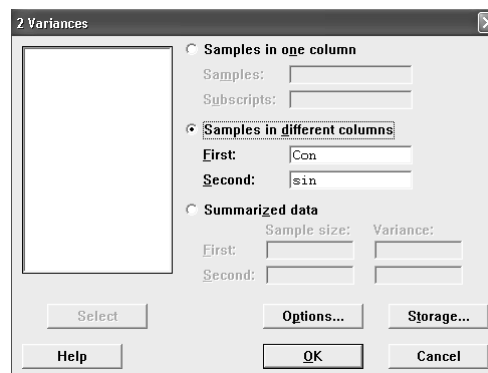 2 Variances
Samples in one column
Samples:
Subscripts:
Samples in different columns
First: Con
Second: sin
Summarized data
Sample size: Variance:
First:
Second:
Select
Options...
Storage...
Help
OK
Cancel